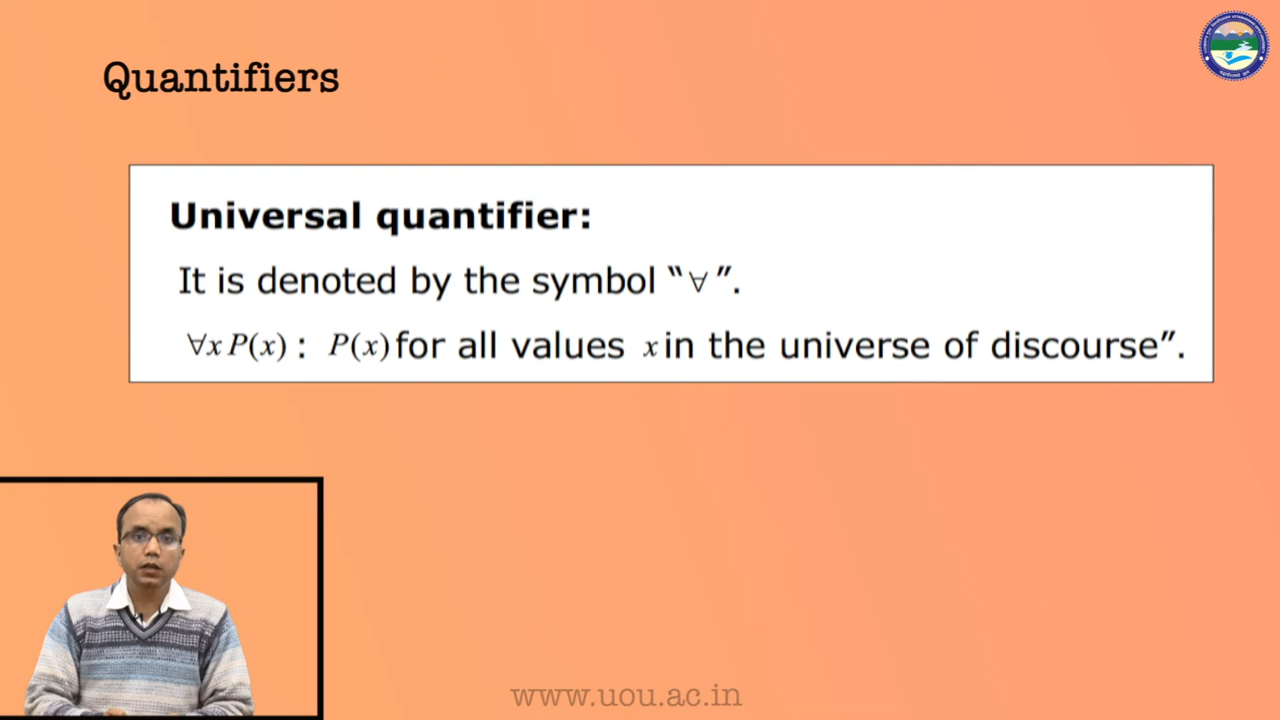 Quantifiers
Universal quantifier:
It is denoted by the symbol “∀”.
∀x P(x) : P(x) for all values x in the universe of discourse”.
www.uou.ac.in